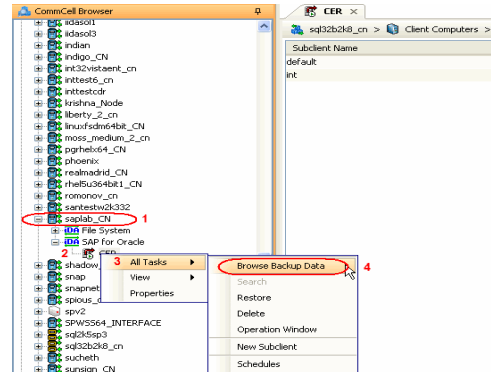 CommCell Browser
CER
iidasol1
iidasol3
indian
indigo_CN
int32vistaent_cn
inttest6_cn
inttestcdr
krishna_Node
liberty_2_cn
linuxfsdm64bit_CN
moss_medium_2_cn
pgrhelx64_CN
phoenix
realmadrid_CN
rhel5u364bit1_CN
romonov_cn
santestw2k332
saplab_CN 1
iDA File System
iDA SAP for Oracle
2 CER
shadow
snap
snapnet
spious_c
spv2
SPWSS64_INTERFACE
sql2k5sp3
sql32b2k8_cn
sucheth
sunsign_CN
sql32b2k8_cn > Client Computers >
Subclient Name
default
int
3 All Tasks
View
Properties
Browse Backup Data 4
Search
Restore
Delete
Operation Window
New Subclient
Schedules